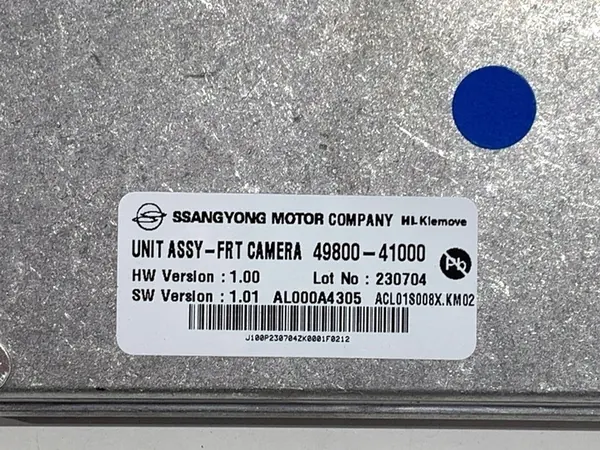 SSANGYONG MOTOR COMPANY HL Klemove
UNIT ASSY-FRT CAMERA 49800-41000 Pb
HW Version : 1.00 Lot No : 230704
SW Version : 1.01 AL000A4305 ACL01S008X.KM02
J100P230704ZK0001F0212